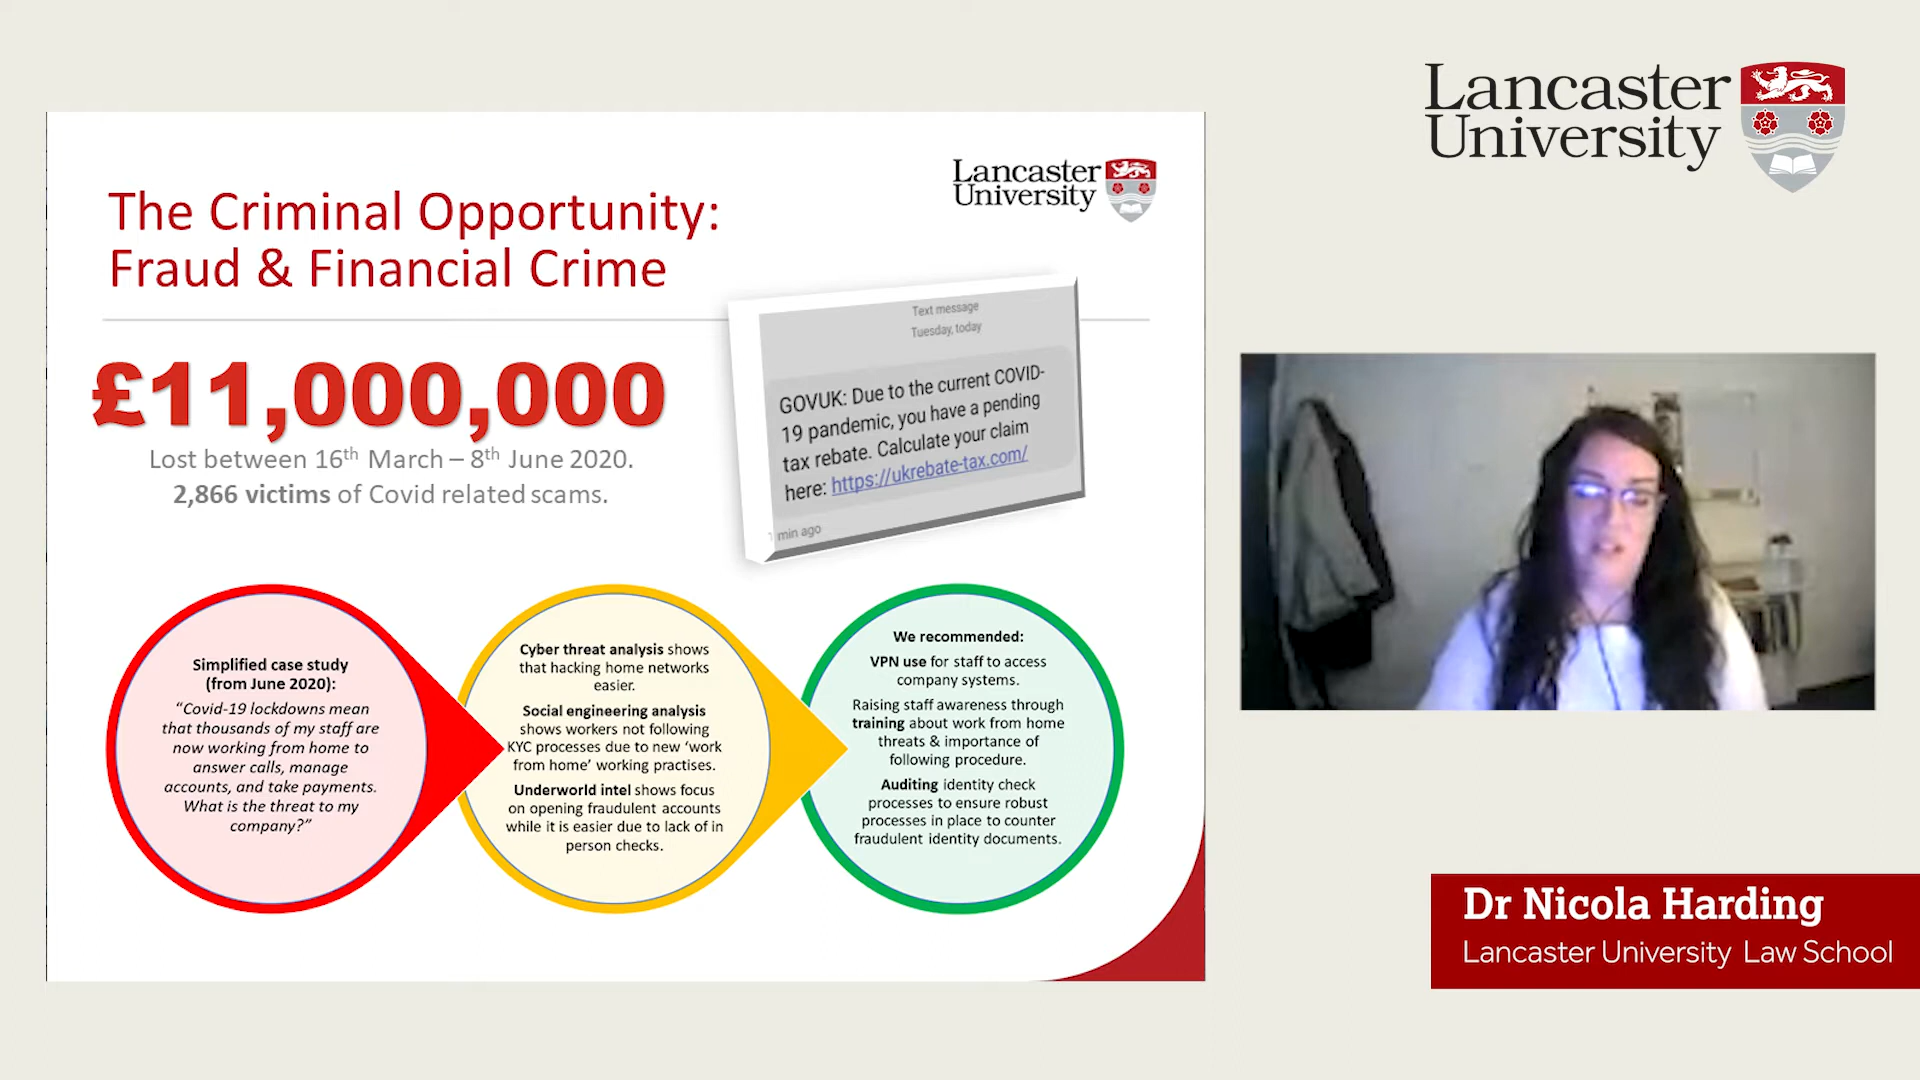 Lancaster
University
Lancaster
University
The Criminal Opportunity:
Fraud & Financial Crime
£11,000,000
Lost between 16th March – 8th June 2020.
2,866 victims of Covid related scams.
Text message
Tuesday, today
GOVUK: Due to the current COVID-
19 pandemic, you have a pending
tax rebate. Calculate your claim
here: https://ukrebate-tax.com/
1 min ago
Simplified case study
(from June 2020):
“Covid-19 lockdowns mean
that thousands of my staff are
now working from home to
answer calls, manage
accounts, and take payments.
What is the threat to my
company?”
Cyber threat analysis shows
that hacking home networks
easier.
Social engineering analysis
shows workers not following
KYC processes due to new ‘work
from home’ working practises.
Underworld intel shows focus
on opening fraudulent accounts
while it is easier due to lack of in
person checks.
We recommended:
VPN use for staff to access
company systems.
Raising staff awareness through
training about work from home
threats & importance of
following procedure.
Auditing identity check
processes to ensure robust
processes in place to counter
fraudulent identity documents.
Dr Nicola Harding
Lancaster University Law School